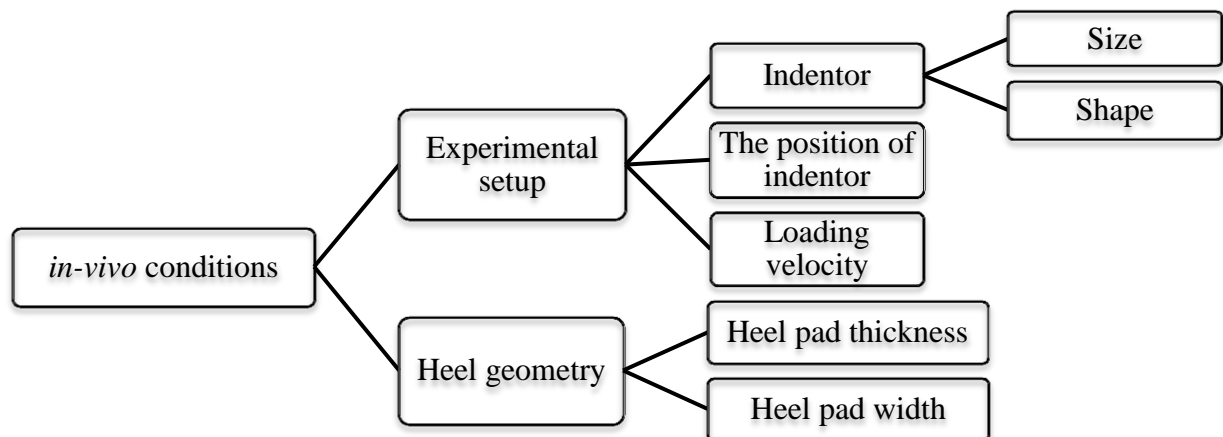 in-vivo conditions
Experimental
setup
Indentor
Size
Shape
The position of
indentor
Loading
velocity
Heel geometry
Heel pad thickness
Heel pad width